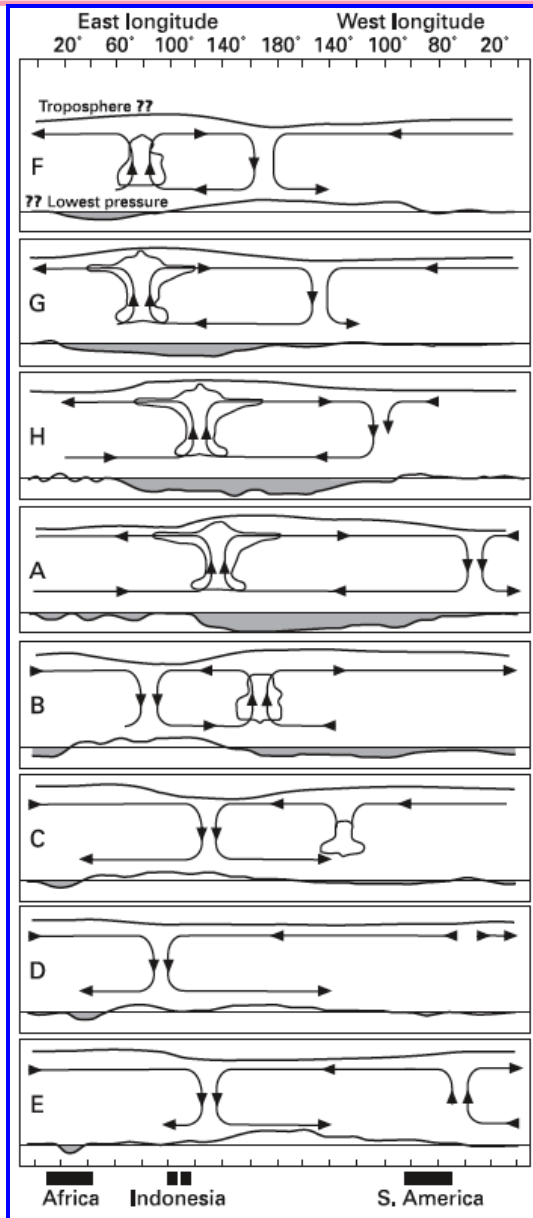 East longitude West longitude
20° 60° 100° 140° 180° 140° 100° 80° 20°
Troposphere ??
F
?? Lowest pressure
G
H
A
B
C
D
E
Africa Indonesia S. America